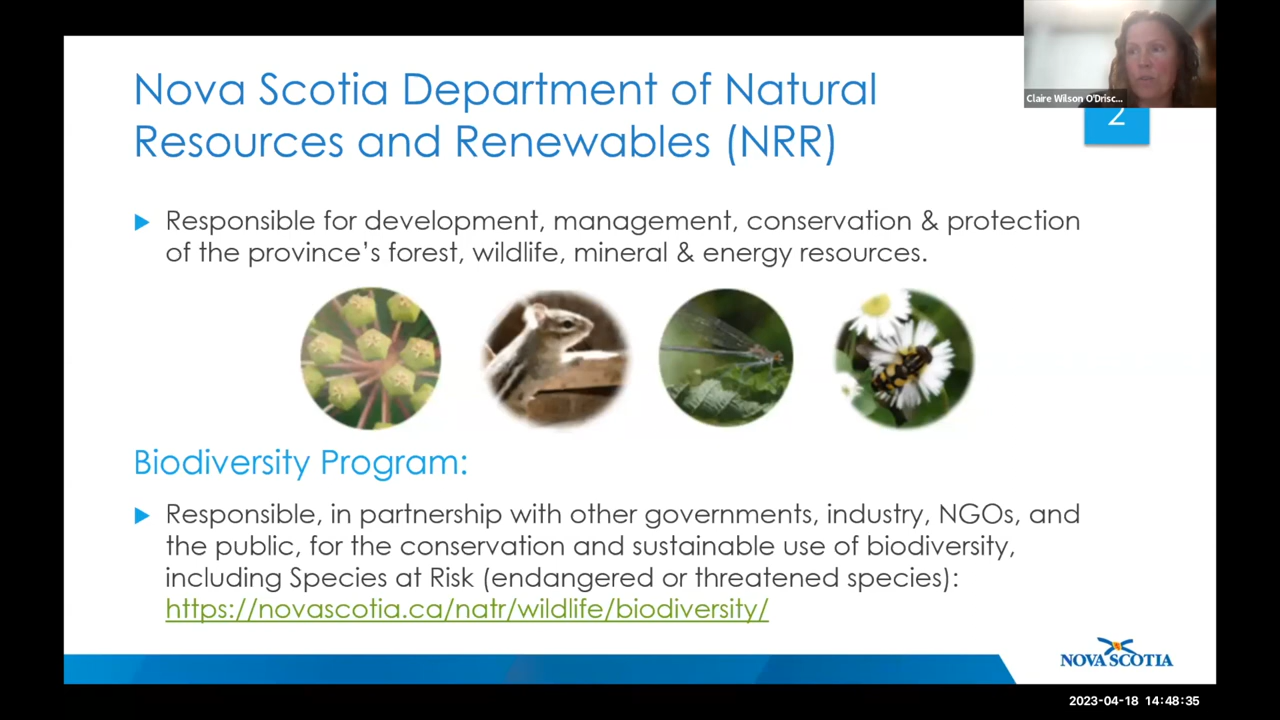 Nova Scotia Department of Natural
Resources and Renewables (NRR)
Claire Wilson O'Drisc...
2
Responsible for development, management, conservation & protection
of the province's forest, wildlife, mineral & energy resources.
Biodiversity Program:
Responsible, in partnership with other governments, industry, NGOs, and
the public, for the conservation and sustainable use of biodiversity,
including Species at Risk (endangered or threatened species):
https://novascotia.ca/natr/wildlife/biodiversity/
NOVA SCOTIA
2023-04-18 14:48:35